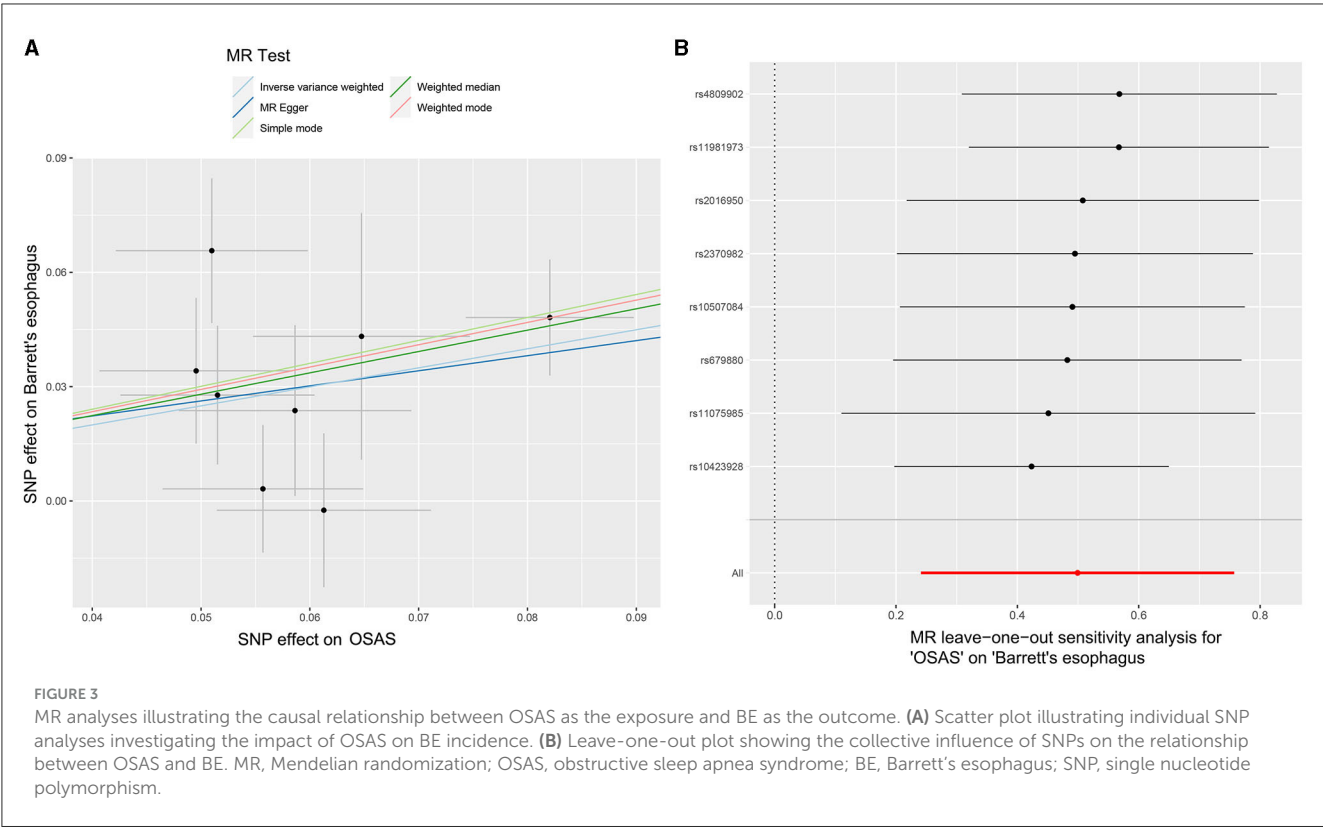 A
MR Test
Inverse variance weighted
MR Egger
Simple mode
Weighted median
Weighted mode
0.09
0.06
0.03
0.00
SNP effect on Barrett's esophagus
0.04 0.05 0.06 0.07 0.08 0.09
SNP effect on OSAS
B
rs4809902
rs11981973
rs2016950
rs2370982
rs10507084
rs679880
rs11075985
rs10423928
All
0.0 0.2 0.4 0.6 0.8
MR leave−one−out sensitivity analysis for
'OSAS' on 'Barrett's esophagus
FIGURE 3
MR analyses illustrating the causal relationship between OSAS as the exposure and BE as the outcome. (A) Scatter plot illustrating individual SNP
analyses investigating the impact of OSAS on BE incidence. (B) Leave-one-out plot showing the collective influence of SNPs on the relationship
between OSAS and BE. MR, Mendelian randomization; OSAS, obstructive sleep apnea syndrome; BE, Barrett's esophagus; SNP, single nucleotide
polymorphism.